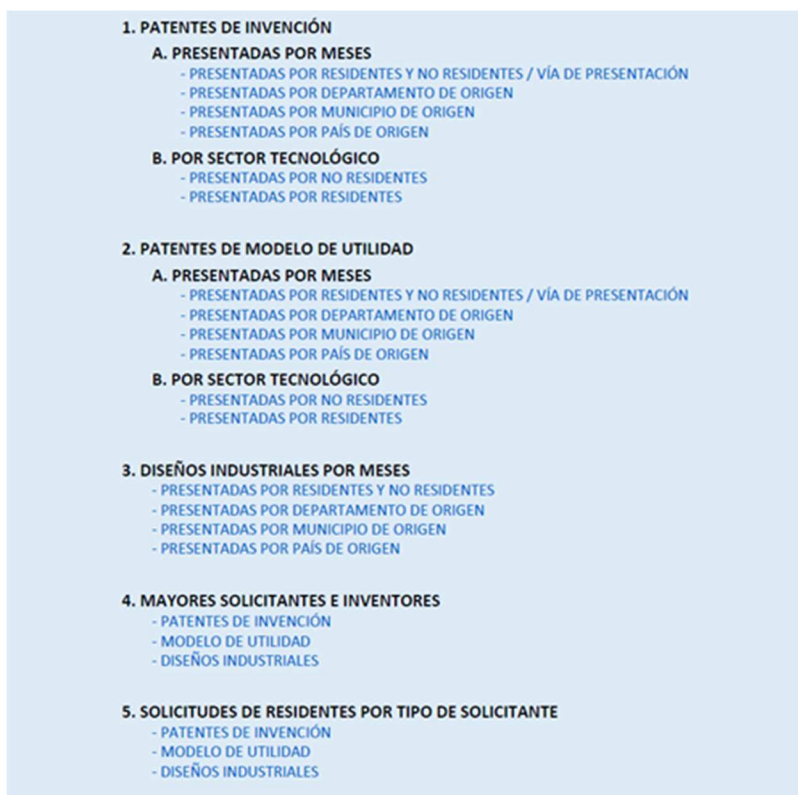 1. PATENTES DE INVENCIÓN
A. PRESENTADAS POR MESES
- PRESENTADAS POR RESIDENTES Y NO RESIDENTES / VÍA DE PRESENTACIÓN
- PRESENTADAS POR DEPARTAMENTO DE ORIGEN
- PRESENTADAS POR MUNICIPIO DE ORIGEN
- PRESENTADAS POR PAÍS DE ORIGEN
B. POR SECTOR TECNOLÓGICO
- PRESENTADAS POR NO RESIDENTES
- PRESENTADAS POR RESIDENTES
2. PATENTES DE MODELO DE UTILIDAD
A. PRESENTADAS POR MESES
- PRESENTADAS POR RESIDENTES Y NO RESIDENTES / VÍA DE PRESENTACIÓN
- PRESENTADAS POR DEPARTAMENTO DE ORIGEN
- PRESENTADAS POR MUNICIPIO DE ORIGEN
- PRESENTADAS POR PAÍS DE ORIGEN
B. POR SECTOR TECNOLÓGICO
- PRESENTADAS POR NO RESIDENTES
- PRESENTADAS POR RESIDENTES
3. DISEÑOS INDUSTRIALES POR MESES
- PRESENTADAS POR RESIDENTES Y NO RESIDENTES
- PRESENTADAS POR DEPARTAMENTO DE ORIGEN
- PRESENTADAS POR MUNICIPIO DE ORIGEN
- PRESENTADAS POR PAÍS DE ORIGEN
4. MAYORES SOLICITANTES E INVENTORES
- PATENTES DE INVENCIÓN
- MODELO DE UTILIDAD
- DISEÑOS INDUSTRIALES
5. SOLICITUDES DE RESIDENTES POR TIPO DE SOLICITANTE
- PATENTES DE INVENCIÓN
- MODELO DE UTILIDAD
- DISEÑOS INDUSTRIALES